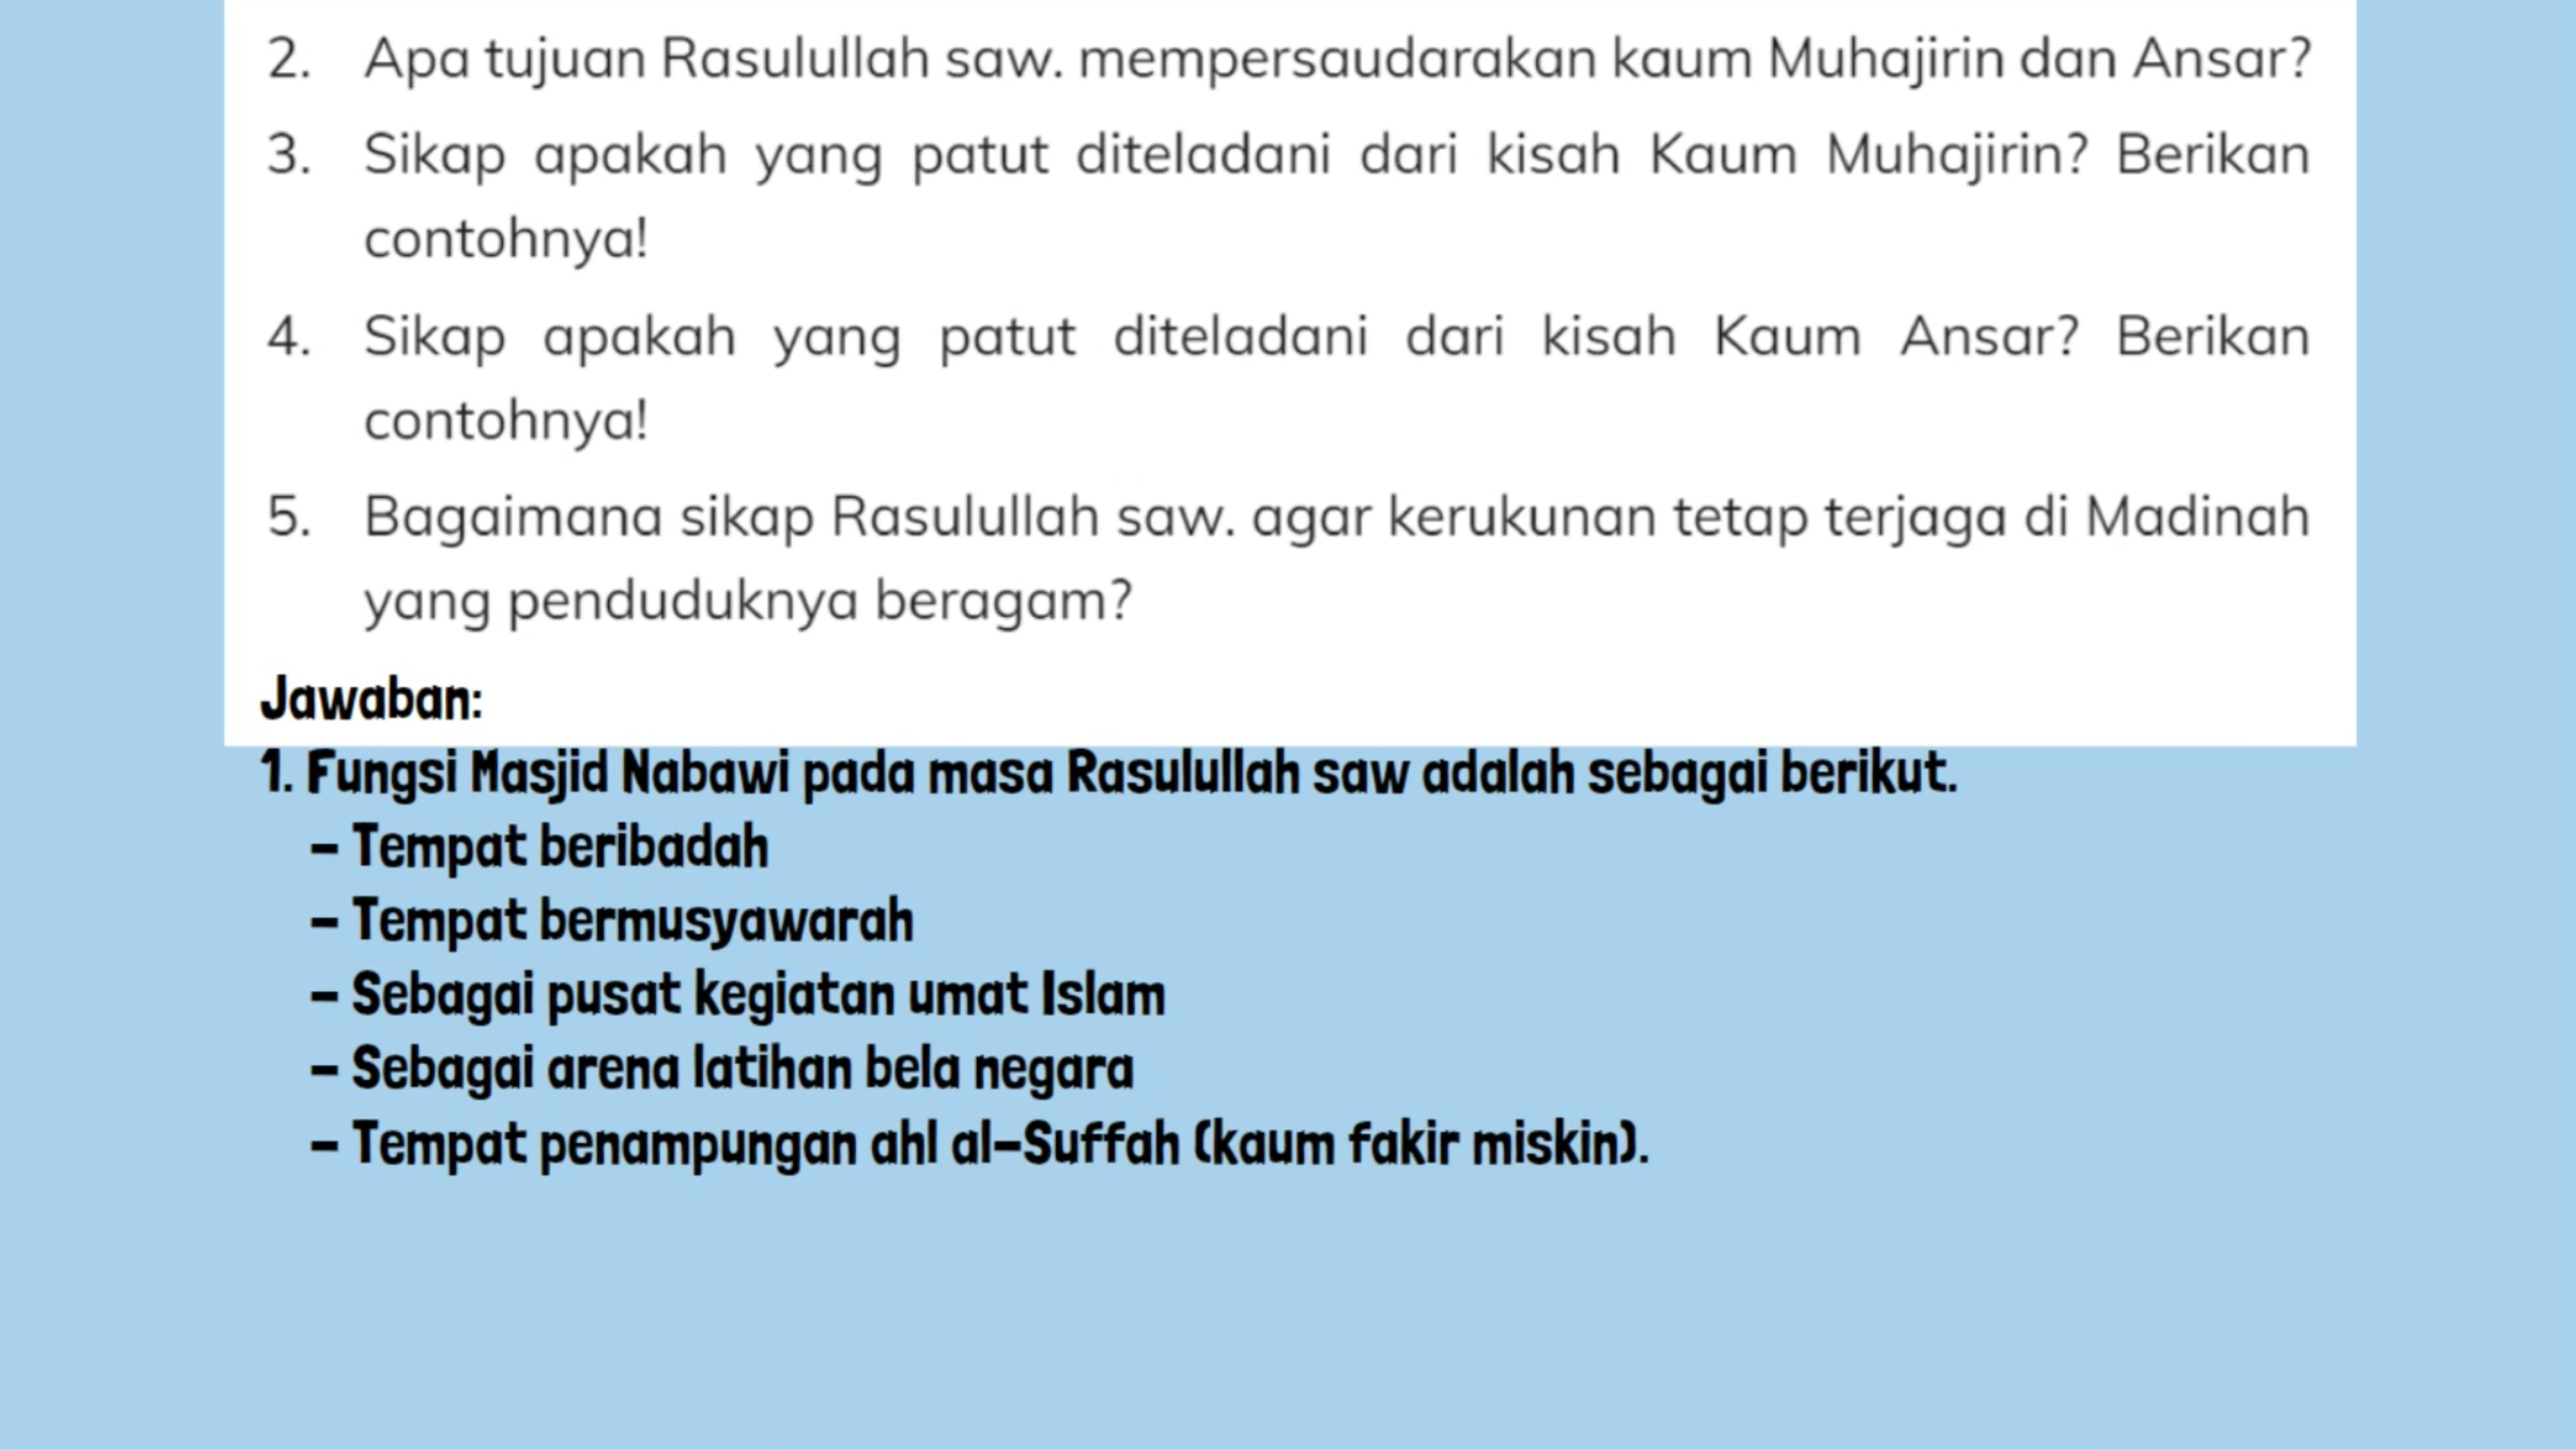 2. Apa tujuan Rasulullah saw. mempersaudarakan kaum Muhajirin dan Ansar?
3. Sikap apakah yang patut diteladani dari kisah Kaum Muhajirin? Berikan
contohnya!
4. Sikap apakah yang patut diteladani dari kisah Kaum Ansar? Berikan
contohnya!
5. Bagaimana sikap Rasulullah saw. agar kerukunan tetap terjaga di Madinah
yang penduduknya beragam?
Jawaban:
1. Fungsi Masjid Nabawi pada masa Rasulullah saw adalah sebagai berikut.
– Tempat beribadah
– Tempat bermusyawarah
– Sebagai pusat kegiatan umat Islam
– Sebagai arena latihan bela negara
– Tempat penampungan ahl al–Suffah (kaum fakir miskin).